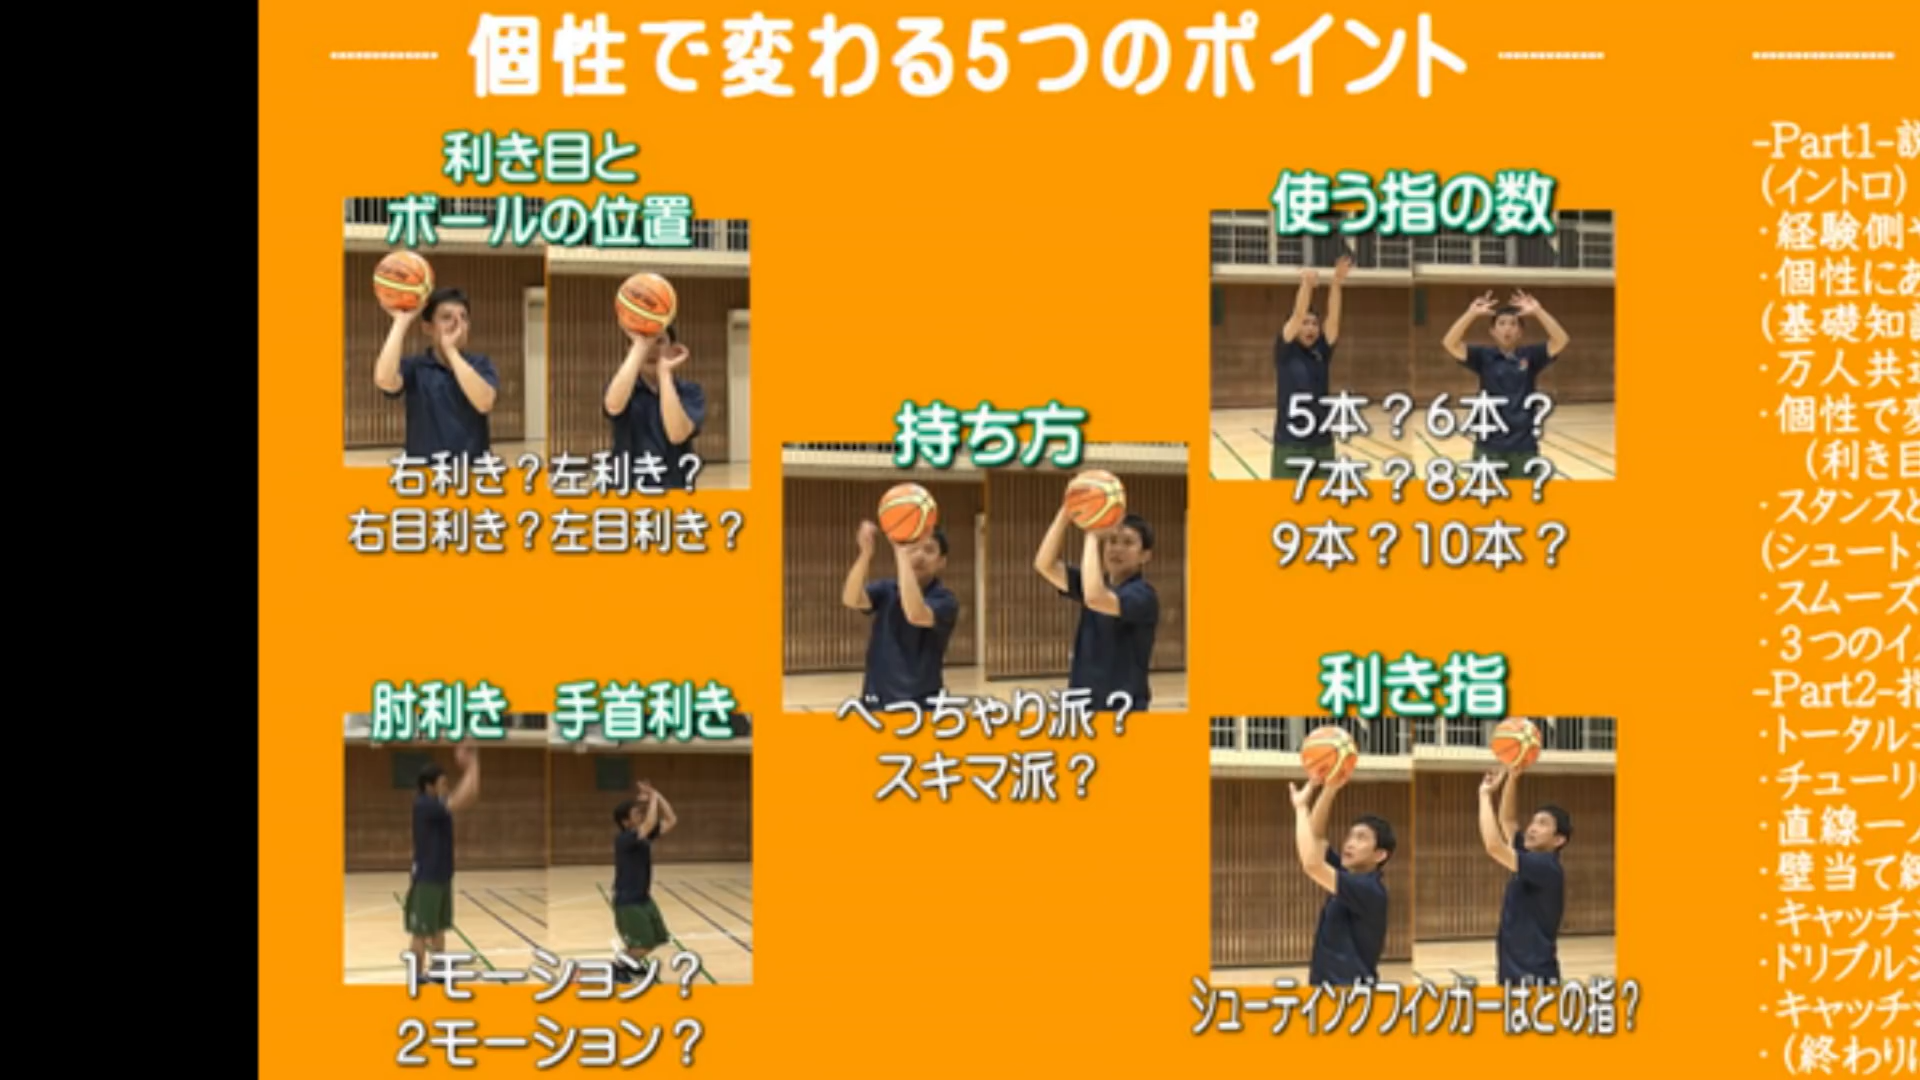 個性で変わる5つのポイント
利き目と
ボールの位置
右利き？左利き？
右目利き？左目利き？
使う指の数
5本？6本？
7本？8本？
9本？10本？
持ち方
べっちゃり派？
スキマ派？
肘利き 手首利き
1モーション？
2モーション？
利き指
シューティングフィンガーはどの指？
-Part1-説
(イントロ)
・経験側や
・個性にあ
(基礎知識
・万人共通
・個性で変
(利き目
・スタンスと
(シュート
・スムーズ
・3つのイ
-Part2-指
・トータル
・チューリ
・直線一
・壁当て練
・キャッチ
・ドリブル
・キャッチ
・(終わりに